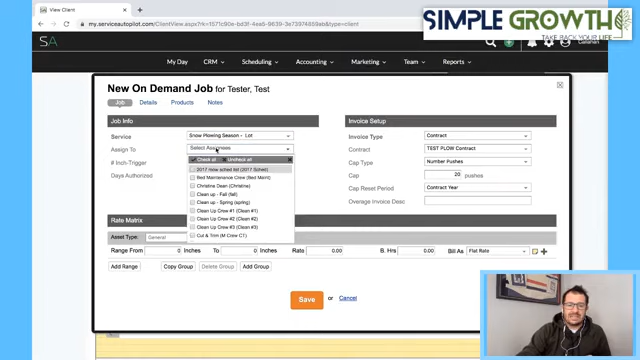 View Client
SIMPLE GROWTH
TAKE BACK YOUR LIFE
my.serviceautopilot.com/ClientView.aspx?
SA
My Day CRM Scheduling Accounting Marketing Team Reports
New On Demand Job for Tester, Test
Job Details Products Notes
Job Info
Service Snow Plowing Season - Lot
Assign To Select Assignees
# Inch-Trigger
Days Authorized
Check all Uncheck all
2017 mow sched list (2017 Sched)
Bed Maintenance Crew (Bed Maint)
Christine Dean (Christine)
Clean up - Fall (fall)
Clean up - Spring (spring)
Clean Up Crew #1 (Clean #1)
Clean Up Crew #2 (Clean #2)
Clean Up Crew #3 (Clean #3)
Cut & Trim (M Crew CT)
Invoice Setup
Invoice Type Contract
Contract TEST PLOW CONTRACT
Cap Type Number Pushes
Cap 20 pushes
Cap Reset Period Contract Year
Overage Invoice Desc
Rate Matrix
Asset Type: General
Range From 0 Inches To 0 Inches Rate 0.00 B. Hrs. 0.00 Bill As Flat Rate
Add Range Copy Group Delete Group Add Group
Save or Cancel